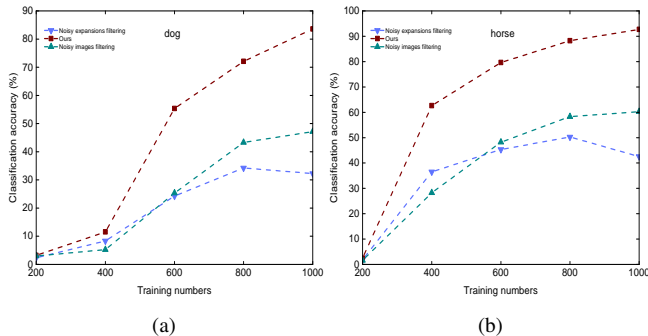 Classification accuracy (%)
90
80
70
60
50
40
30
20
10
0
200
400
600
800
1000
Training numbers
dog
Noisy expansions filtering
Ours
Noisy images filtering
(a)
Classification accuracy (%)
100
90
80
70
60
50
40
30
20
10
0
200
400
600
800
1000
Training numbers
horse
Noisy expansions filtering
Ours
Noisy images filtering
(b)